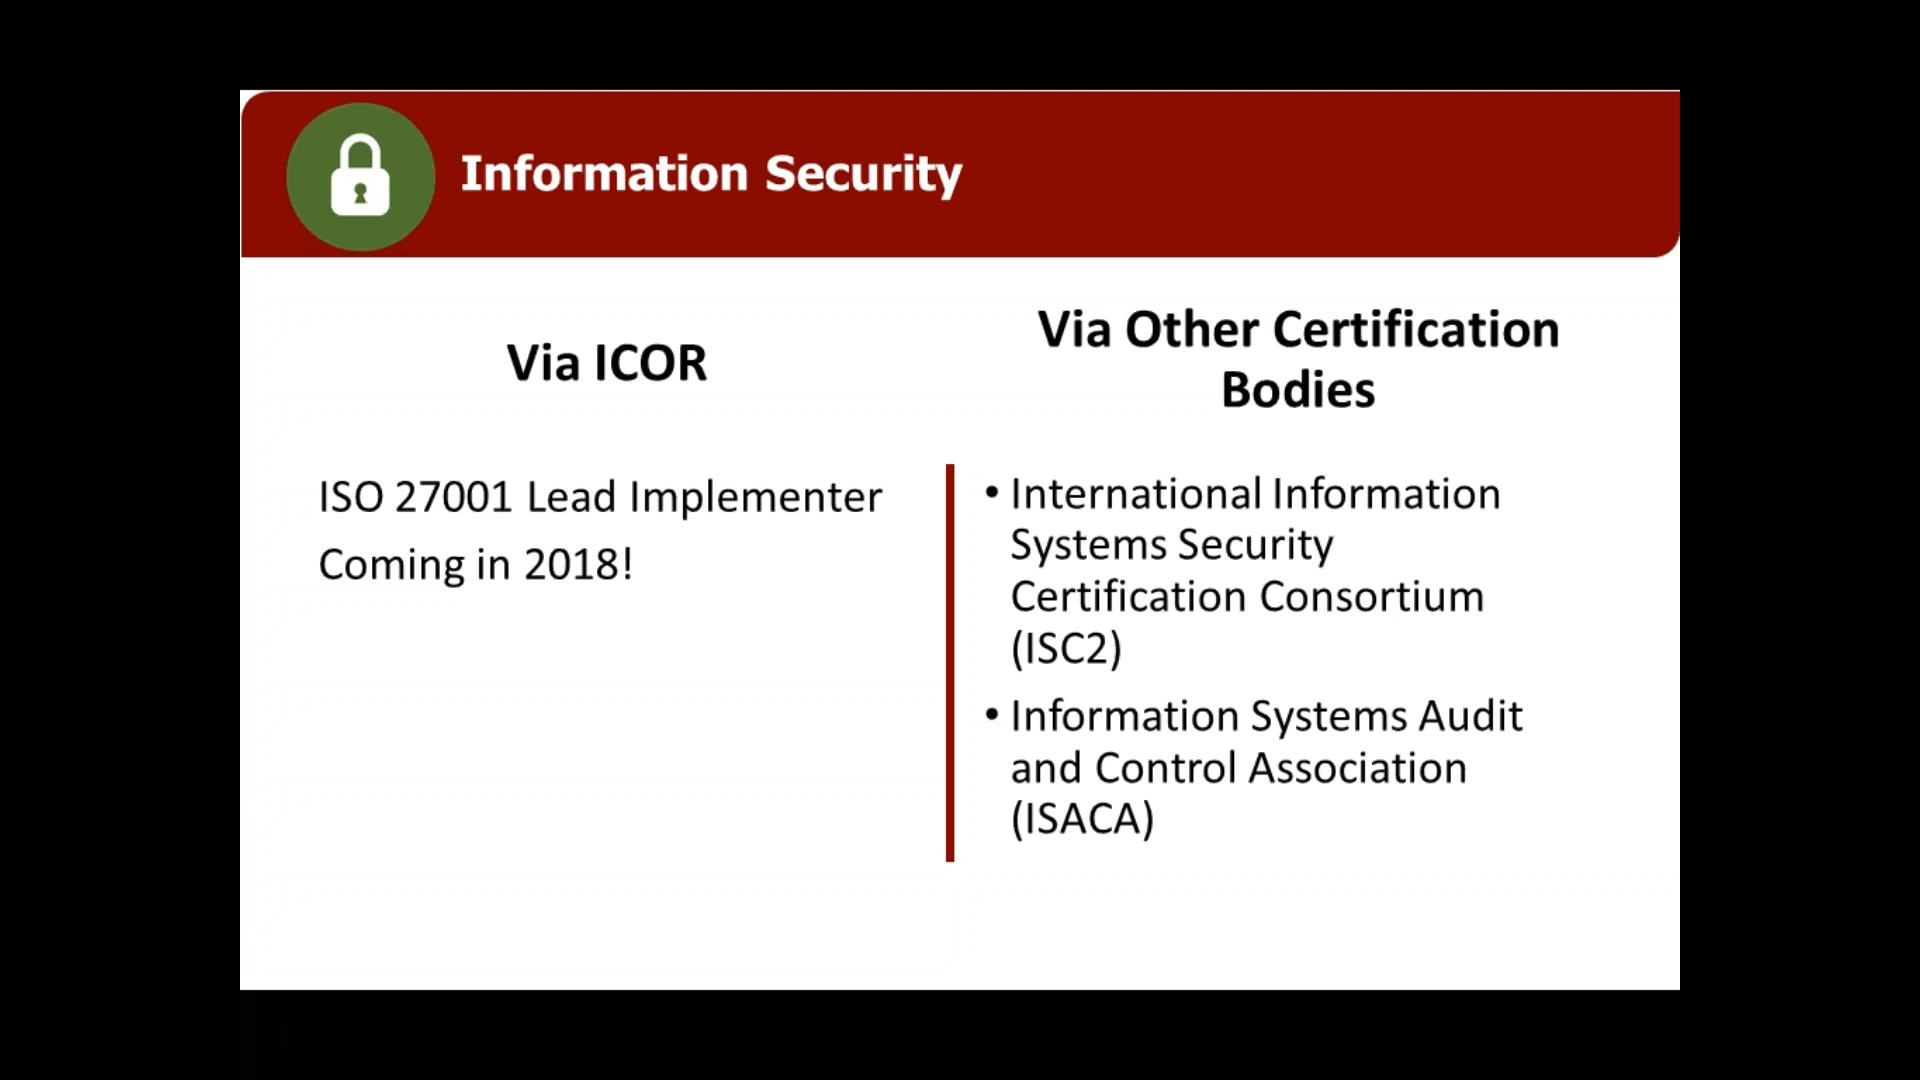 Information Security
Via ICOR
ISO 27001 Lead Implementer
Coming in 2018!
Via Other Certification
Bodies
• International Information
Systems Security
Certification Consortium
(ISC2)
• Information Systems Audit
and Control Association
(ISACA)